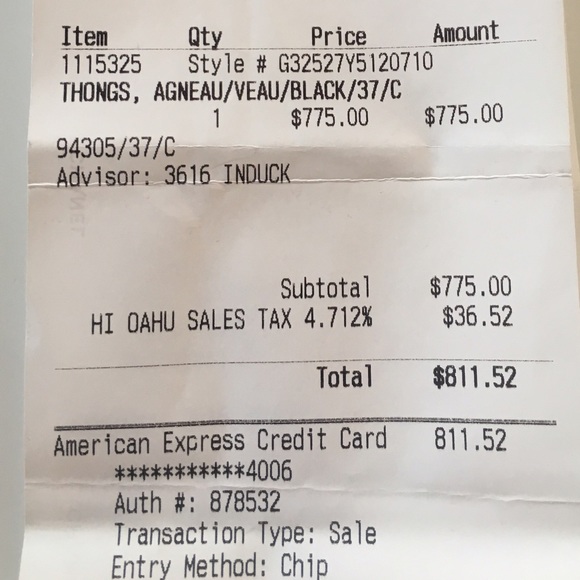 Item Qty Price Amount
1115325 Style # G32527Y5120710
THONGS, AGNEAU/VEAU/BLACK/37/C
1 $775.00 $775.00
94305/37/C
Advisor: 3616 INDUCK
Subtotal $775.00
HI OAHU SALES TAX 4.712% $36.52
Total $811.52
American Express Credit Card 811.52
***********4006
Auth #: 878532
Transaction Type: Sale
Entry Method: Chip